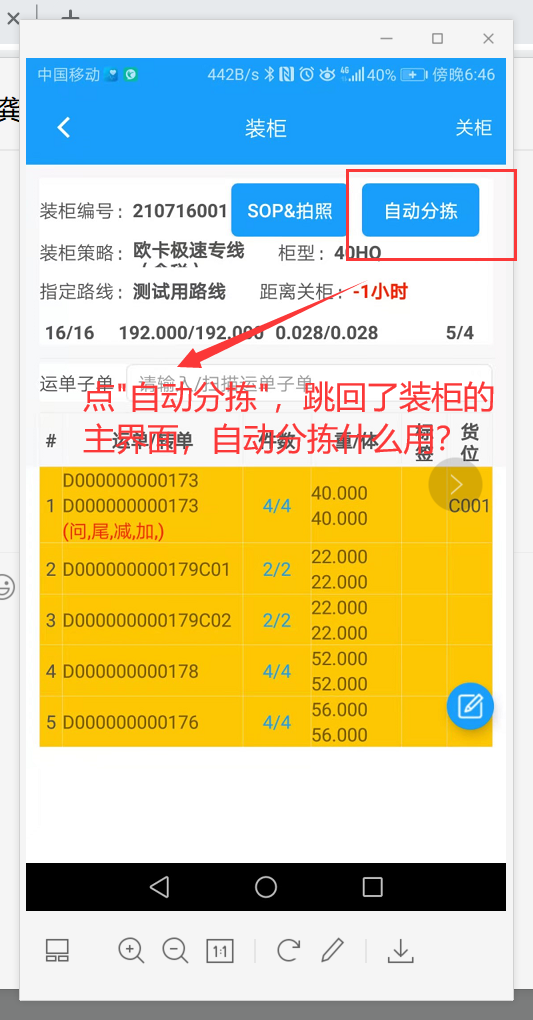 龚
中国移动
442B/s
4G
40%
傍晚6:46
装柜
关柜
装柜编号: 210716001
SOP&拍照
自动分拣
装柜策略: 欧卡极速专线
柜型: 40HQ
指定路线: 测试用路线
距离关柜: -1小时
16/16 192.000/192.000 0.028/0.028 5/4
运单子单
请输入/扫描运单子单
点"自动分拣", 跳回了装柜的
主界面, 自动分拣什么用?
# 运单/转单 件数 重/体 标签 货位
D000000000173
1 D000000000173 4/4 40.000 40.000 C001
(问,尾,减,加,)
2 D000000000179C01 2/2 22.000 22.000
3 D000000000179C02 2/2 22.000 22.000
4 D000000000178 4/4 52.000 52.000
5 D000000000176 4/4 56.000 56.000
1:1